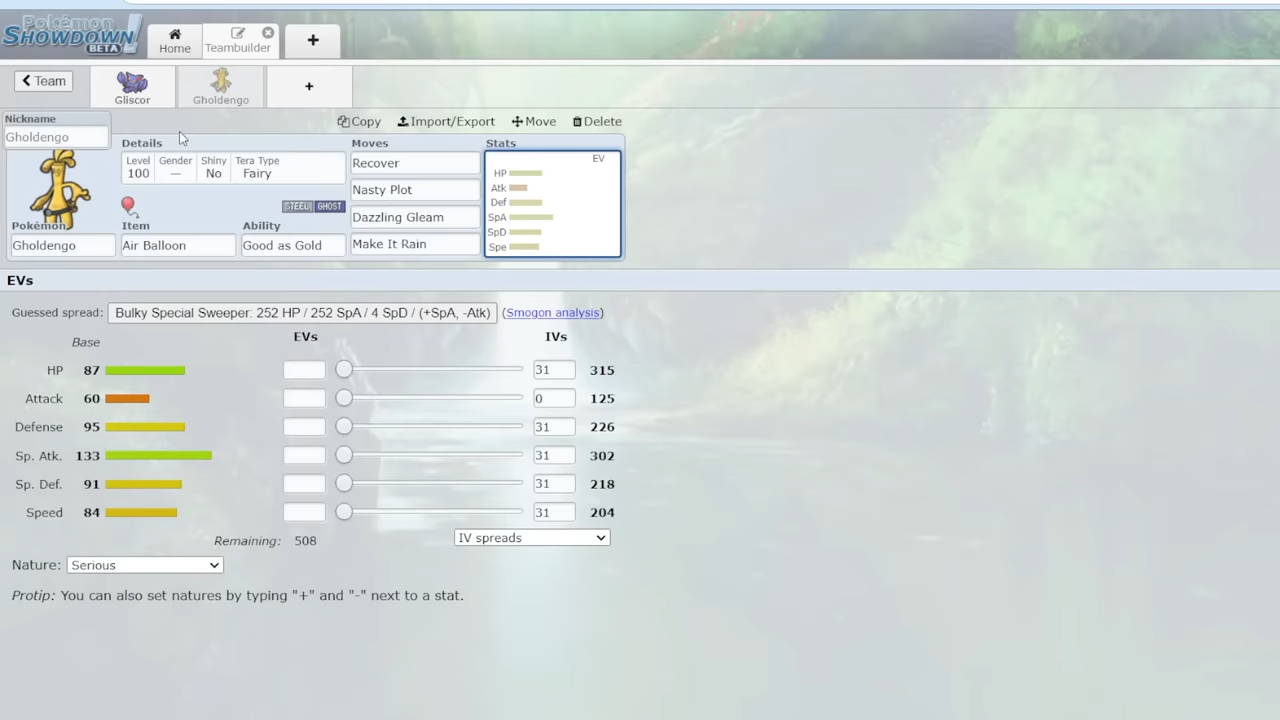 Pokémon
SHOWDOWN!
BETA
Home
Teambuilder
+
Team
Gliscor
Gholdengo
+
Nickname
Gholdengo
Copy
Import/Export
Move
Delete
Details
Level
100
Gender
—
Shiny
No
Tera Type
Fairy
STEEL GHOST
Pokémon
Gholdengo
Item
Air Balloon
Ability
Good as Gold
Moves
Recover
Nasty Plot
Dazzling Gleam
Make It Rain
Stats
EV
HP
Atk
Def
SpA
SpD
Spe
EVs
Guessed spread: Bulky Special Sweeper: 252 HP / 252 SpA / 4 SpD / (+SpA, -Atk) (Smogon analysis)
Base EVs IVs
HP 87 31 315
Attack 60 0 125
Defense 95 31 226
Sp. Atk. 133 31 302
Sp. Def. 91 31 218
Speed 84 31 204
Remaining: 508 IV spreads
Nature: Serious
Protip: You can also set natures by typing "+" and "-" next to a stat.